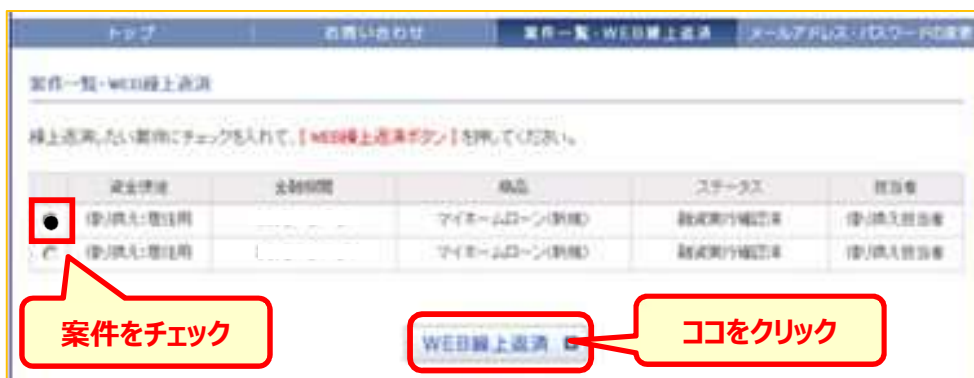 トップ お問い合わせ 案件一覧・WEB繰上返済 メールアドレス・パスワードの変更
案件一覧・WEB繰上返済
繰上返済したい案件にチェックを入れて、【WEB繰上返済ボタン】を押してください。
資金使途 金融機関 商品 ステータス 担当者
借り換え:居住用 マイホームローン(新規) 融資実行確認済 借り換え担当者
借り換え:居住用 マイホームローン(新規) 融資実行確認済 借り換え担当者
案件をチェック
WEB繰上返済
ココをクリック